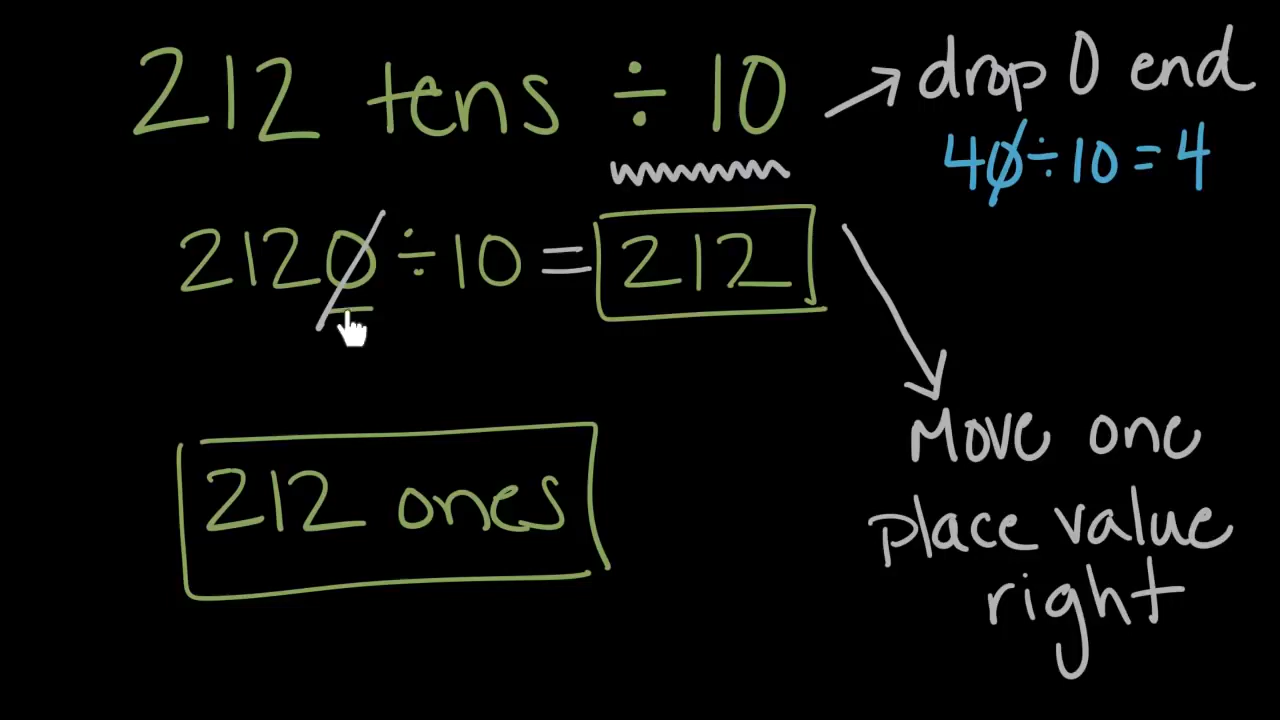 212 tens ÷ 10
→ drop 0 end
40 ÷ 10 = 4
2120 ÷ 10 = 212
212 ones
Move one
place value
right